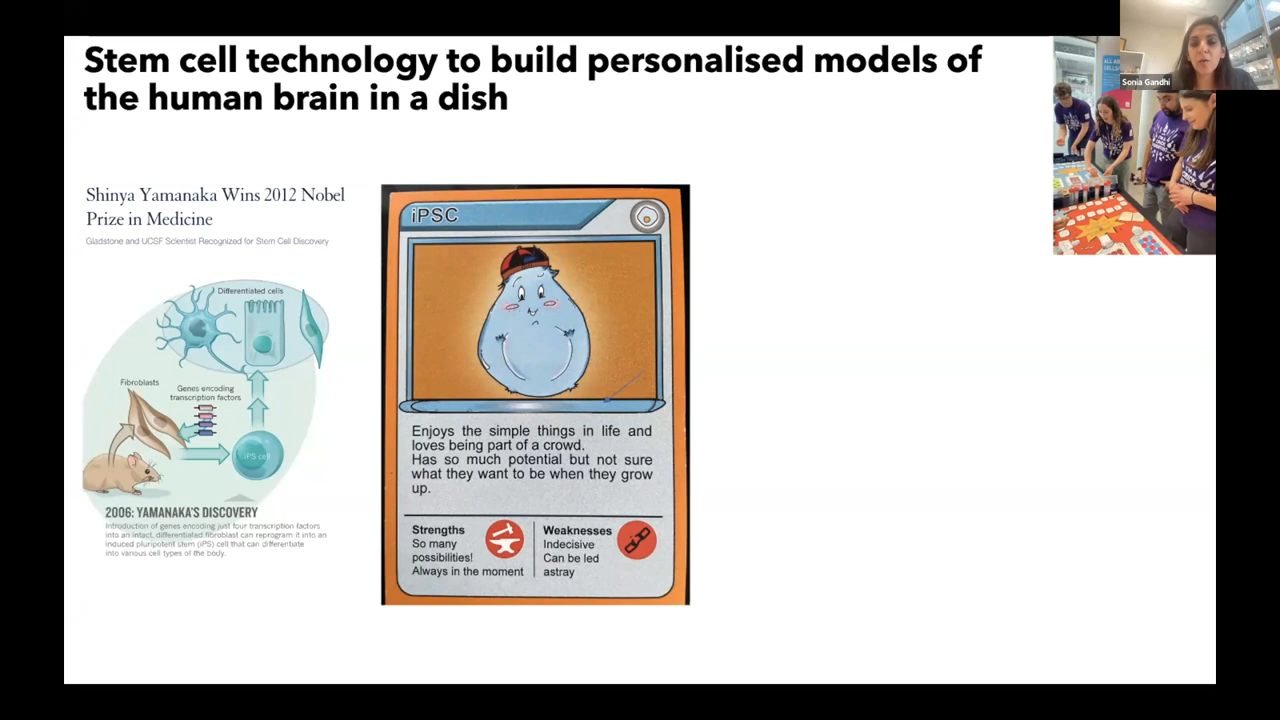 Stem cell technology to build personalised models of
the human brain in a dish
Sonia Gandhi
Shinya Yamanaka Wins 2012 Nobel
Prize in Medicine
Gladstone and UCSF Scientist Recognized for Stem Cell Discovery
Differentiated cells
Fibroblasts
Genes encoding
transcription factors
iPS cell
2006: YAMANAKA'S DISCOVERY
Introduction of genes encoding just four transcription factors
into an intact, differentiated fibroblast can reprogram it into an
induced pluripotent stem (iPS) cell that can differentiate
into various cell types of the body.
iPSC
Enjoys the simple things in life and
loves being part of a crowd.
Has so much potential but not sure
what they want to be when they grow
up.
Strengths
So many
possibilities!
Always in the moment
Weaknesses
Indecisive
Can be led
astray